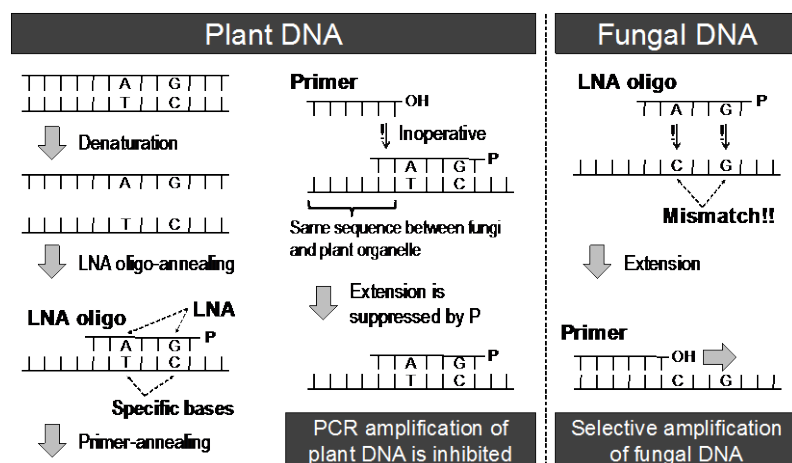 Plant DNA
A G
T C
Denaturation
A G
T C
LNA oligo-annealing
LNA oligo
LNA
A G P
T C
Specific bases
Primer-annealing
Primer
OH
Inoperative
A G P
T C
Same sequence between fungi
and plant organelle
Extension is
suppressed by P
A G P
T C
PCR amplification of
plant DNA is inhibited
Fungal DNA
LNA oligo
A G P
! !
C G
Mismatch!!
Extension
Primer
OH
C G
Selective amplification
of fungal DNA